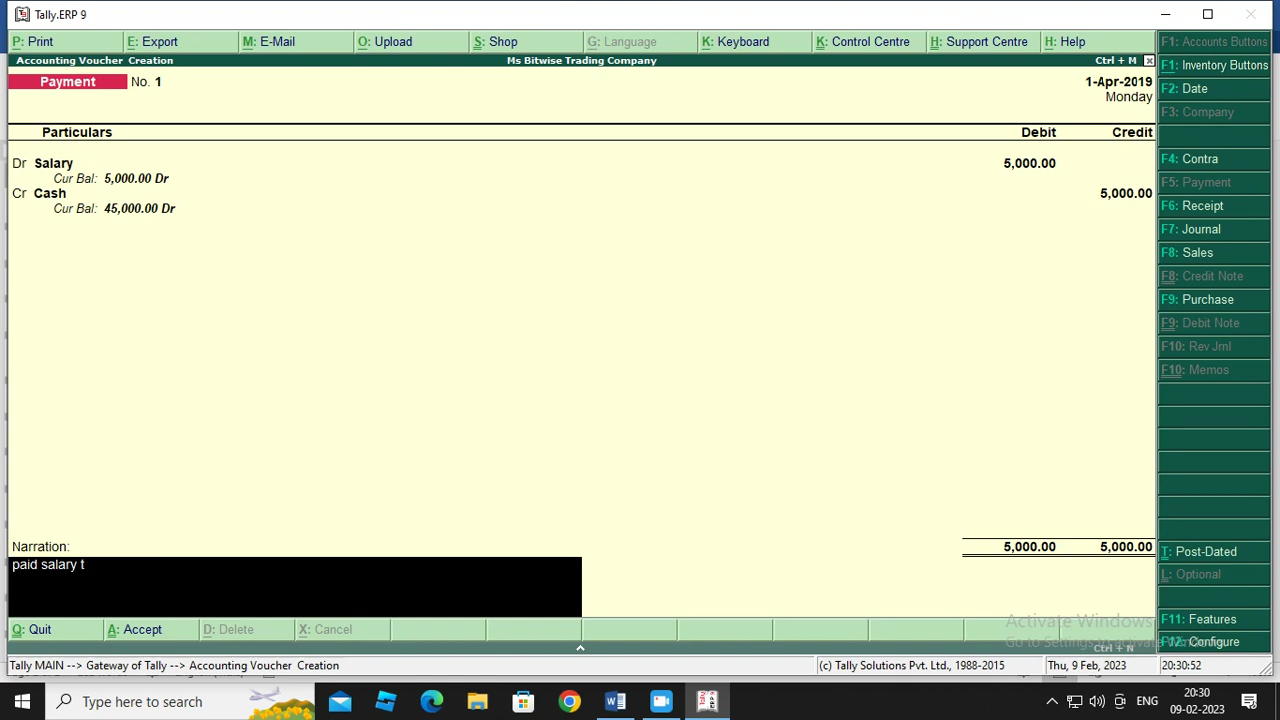 Tally.ERP 9
P: Print E: Export M: E-Mail O: Upload S: Shop G: Language K: Keyboard K: Control Centre H: Support Centre H: Help
Accounting Voucher Creation Ms Bitwise Trading Company Ctrl + M
Payment No. 1 1-Apr-2019
Monday
Particulars Debit Credit
Dr Salary 5,000.00
Cur Bal: 5,000.00 Dr
Cr Cash 5,000.00
Cur Bal: 45,000.00 Dr
Narration: 5,000.00 5,000.00
paid salary t
F1: Accounts Buttons
F1: Inventory Buttons
F2: Date
F3: Company
F4: Contra
F5: Payment
F6: Receipt
F7: Journal
F8: Sales
F8: Credit Note
F9: Purchase
F9: Debit Note
F10: Rev Jrnl
F10: Memos
T: Post-Dated
L: Optional
F11: Features
F12: Configure
Activate Windows
Go to Settings to activate Windows.
Q: Quit A: Accept D: Delete X: Cancel
Ctrl + N
Tally MAIN --> Gateway of Tally --> Accounting Voucher Creation (c) Tally Solutions Pvt. Ltd., 1988-2015 Thu, 9 Feb, 2023 20:30:52
Type here to search ENG 20:30
09-02-2023